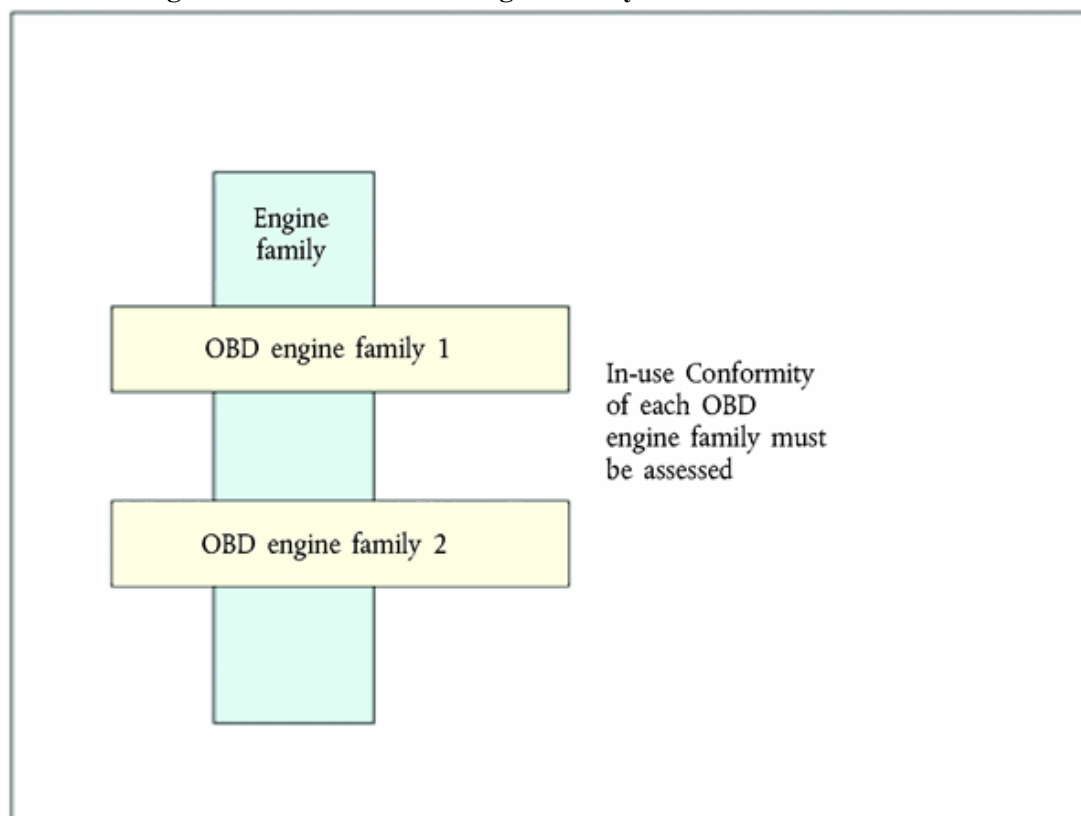 Engine
family
OBD engine family 1
In-use Conformity
of each OBD
engine family must
be assessed
OBD engine family 2